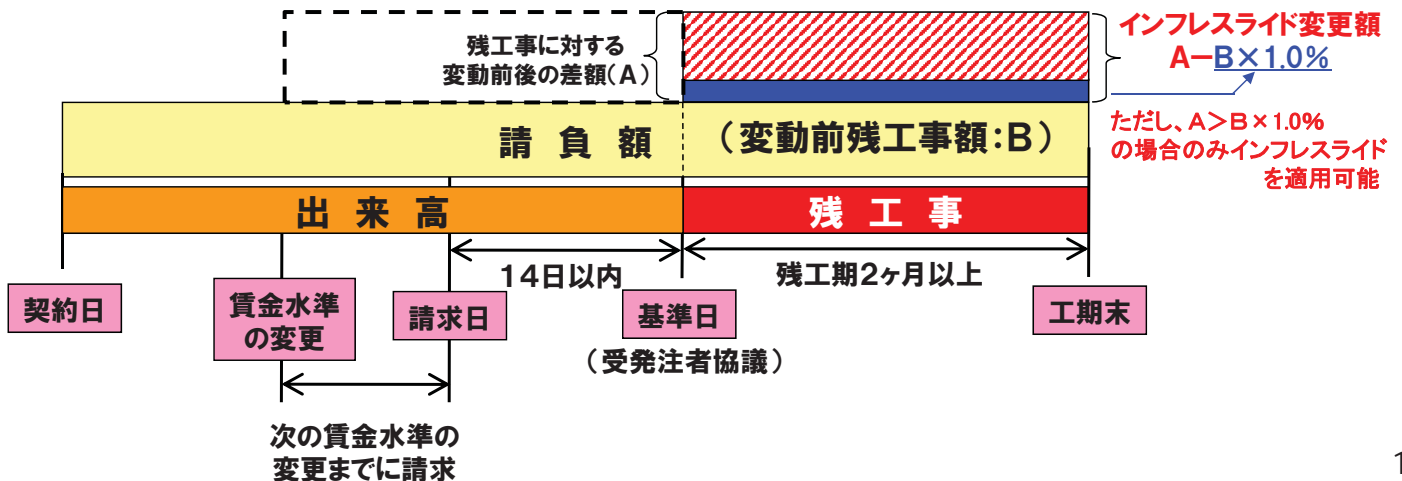 残工事に対する
変動前後の差額(A)
インフレスライド変更額
A－B×1.0%
ただし、A＞B×1.0%
の場合のみインフレスライド
を適用可能
請負額
(変動前残工事額:B)
出来高
残工事
14日以内
残工期2ヶ月以上
契約日
賃金水準
の変更
請求日
基準日
(受発注者協議)
工期末
次の賃金水準の
変更までに請求
1